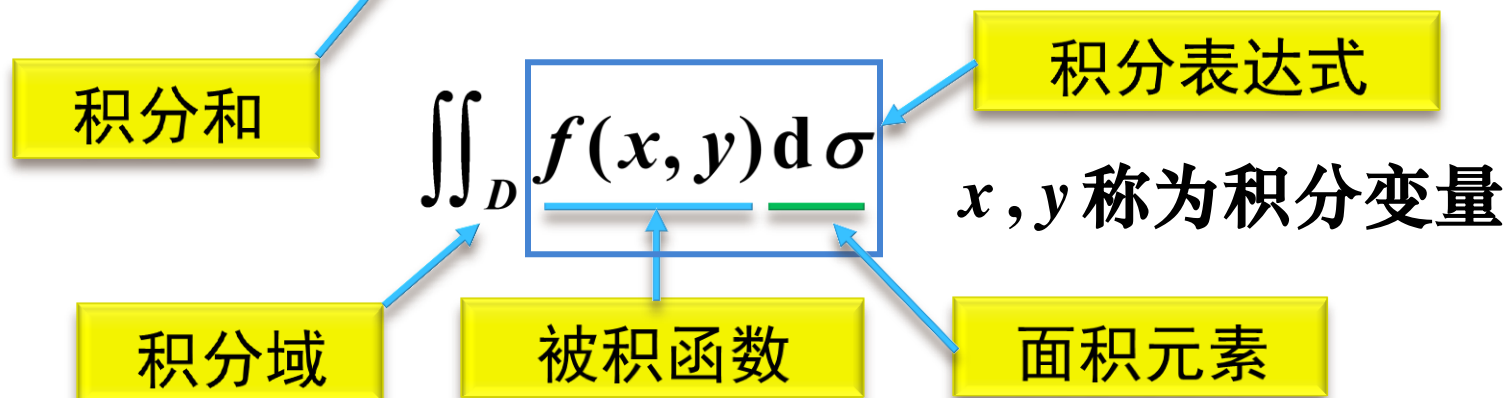 积分和
积分表达式
∬_D f(x, y)dσ
x,y称为积分变量
积分域
被积函数
面积元素